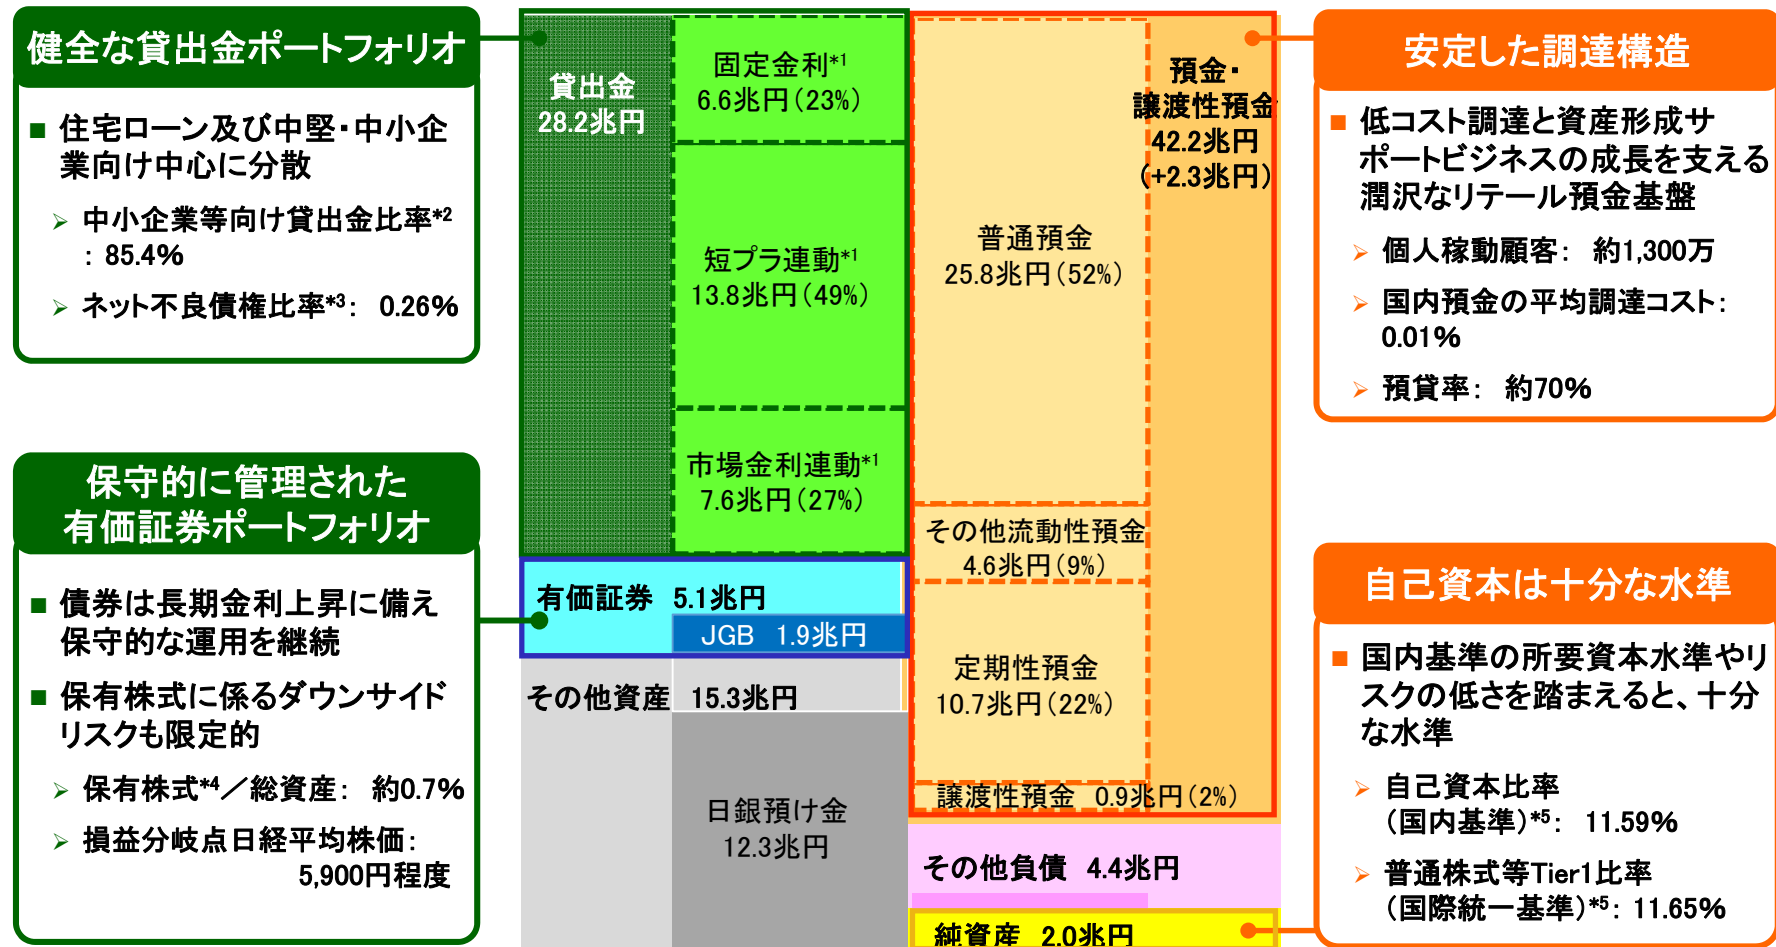 健全な貸出金ポートフォリオ
■ 住宅ローン及び中堅・中小企
業向け中心に分散
➢ 中小企業等向け貸出金比率*2
: 85.4%
➢ ネット不良債権比率*3: 0.26%
保守的に管理された
有価証券ポートフォリオ
■ 債券は長期金利上昇に備え
保守的な運用を継続
■ 保有株式に係るダウンサイド
リスクも限定的
➢ 保有株式*4/総資産: 約0.7%
➢ 損益分岐点日経平均株価:
5,900円程度
貸出金
28.2兆円
固定金利*1
6.6兆円(23%)
短プラ連動*1
13.8兆円(49%)
市場金利連動*1
7.6兆円(27%)
有価証券 5.1兆円
JGB 1.9兆円
その他資産 15.3兆円
日銀預け金
12.3兆円
預金・
譲渡性預金
42.2兆円
(+2.3兆円)
普通預金
25.8兆円(52%)
その他流動性預金
4.6兆円(9%)
定期性預金
10.7兆円(22%)
譲渡性預金 0.9兆円(2%)
その他負債 4.4兆円
純資産 2.0兆円
安定した調達構造
■ 低コスト調達と資産形成サ
ポートビジネスの成長を支える
潤沢なリテール預金基盤
➢ 個人稼動顧客: 約1,300万
➢ 国内預金の平均調達コスト:
0.01%
➢ 預貸率: 約70%
自己資本は十分な水準
■ 国内基準の所要資本水準やリ
スクの低さを踏まえると、十分
な水準
➢ 自己資本比率
(国内基準)*5: 11.59%
➢ 普通株式等Tier1比率
(国際統一基準)*5: 11.65%